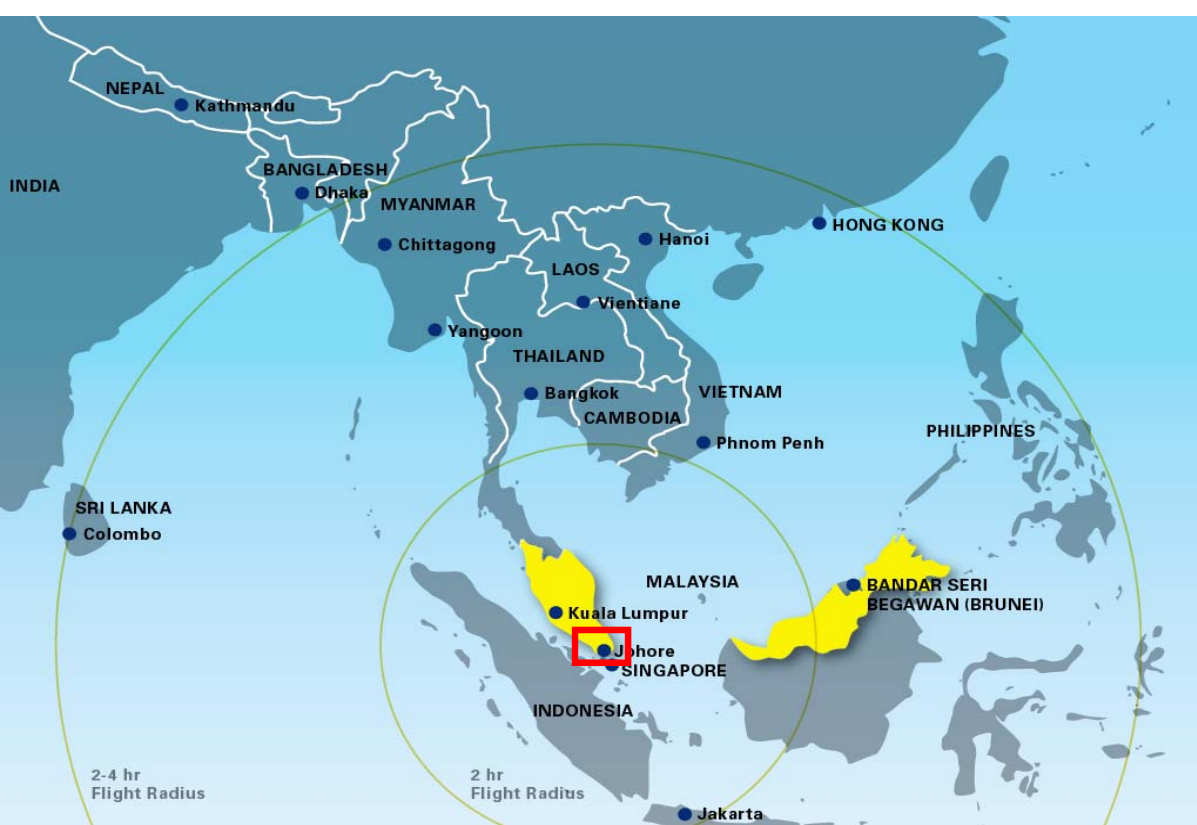 NEPAL
Kathmandu
INDIA
BANGLADESH
Dhaka
MYANMAR
Chittagong
Hanoi
HONG KONG
LAOS
Vientiane
Yangoon
THAILAND
Bangkok
VIETNAM
CAMBODIA
Phnom Penh
PHILIPPINES
SRI LANKA
Colombo
MALAYSIA
BANDAR SERI
BEGAWAN (BRUNEI)
Kuala Lumpur
Johore
SINGAPORE
INDONESIA
2-4 hr
Flight Radius
2 hr
Flight Radius
Jakarta